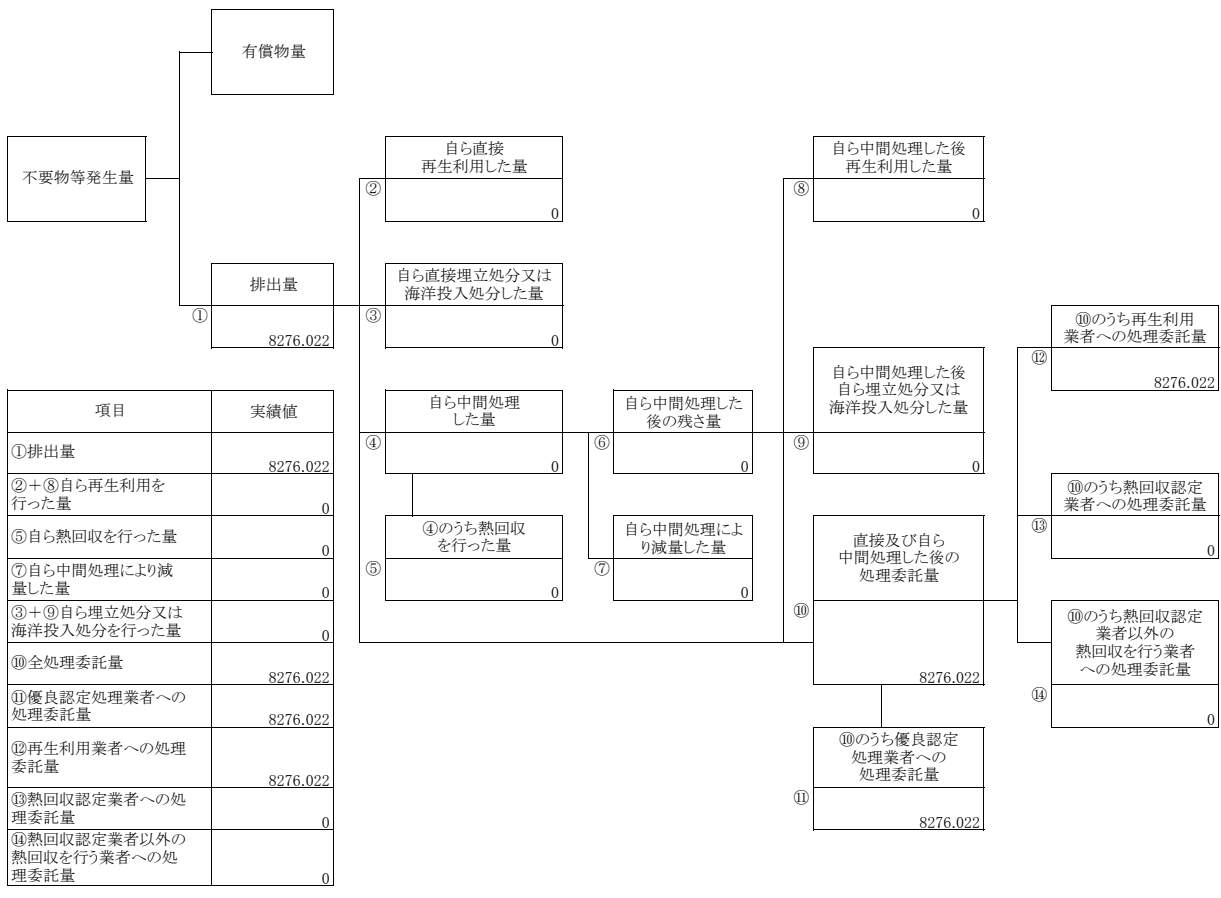 有償物量
不要物等発生量
排出量
①
8276.022
自ら直接
再生利用した量
②
0
自ら直接埋立処分又は
海洋投入処分した量
③
0
自ら中間処理
した量
④
0
④のうち熱回収
を行った量
⑤
0
自ら中間処理した
後の残さ量
⑥
0
自ら中間処理によ
り減量した量
⑦
0
自ら中間処理した後
再生利用した量
⑧
0
自ら中間処理した後
自ら埋立処分又は
海洋投入処分した量
⑨
0
直接及び自ら
中間処理した後の
処理委託量
⑩
8276.022
⑩のうち優良認定
処理業者への
処理委託量
⑪
8276.022
⑩のうち再生利用
業者への処理委託量
⑫
8276.022
⑩のうち熱回収認定
業者への処理委託量
⑬
0
⑩のうち熱回収認定
業者以外の
熱回収を行う業者
への処理委託量
⑭
0
項目 実績値
①排出量
8276.022
②＋⑧自ら再生利用を
行った量
0
⑤自ら熱回収を行った量
0
⑦自ら中間処理により減
量した量
0
③＋⑨自ら埋立処分又は
海洋投入処分を行った量
0
⑩全処理委託量
8276.022
⑪優良認定処理業者への
処理委託量
8276.022
⑫再生利用業者への処理
委託量
8276.022
⑬熱回収認定業者への処
理委託量
0
⑭熱回収認定業者以外の
熱回収を行う業者への処
理委託量
0